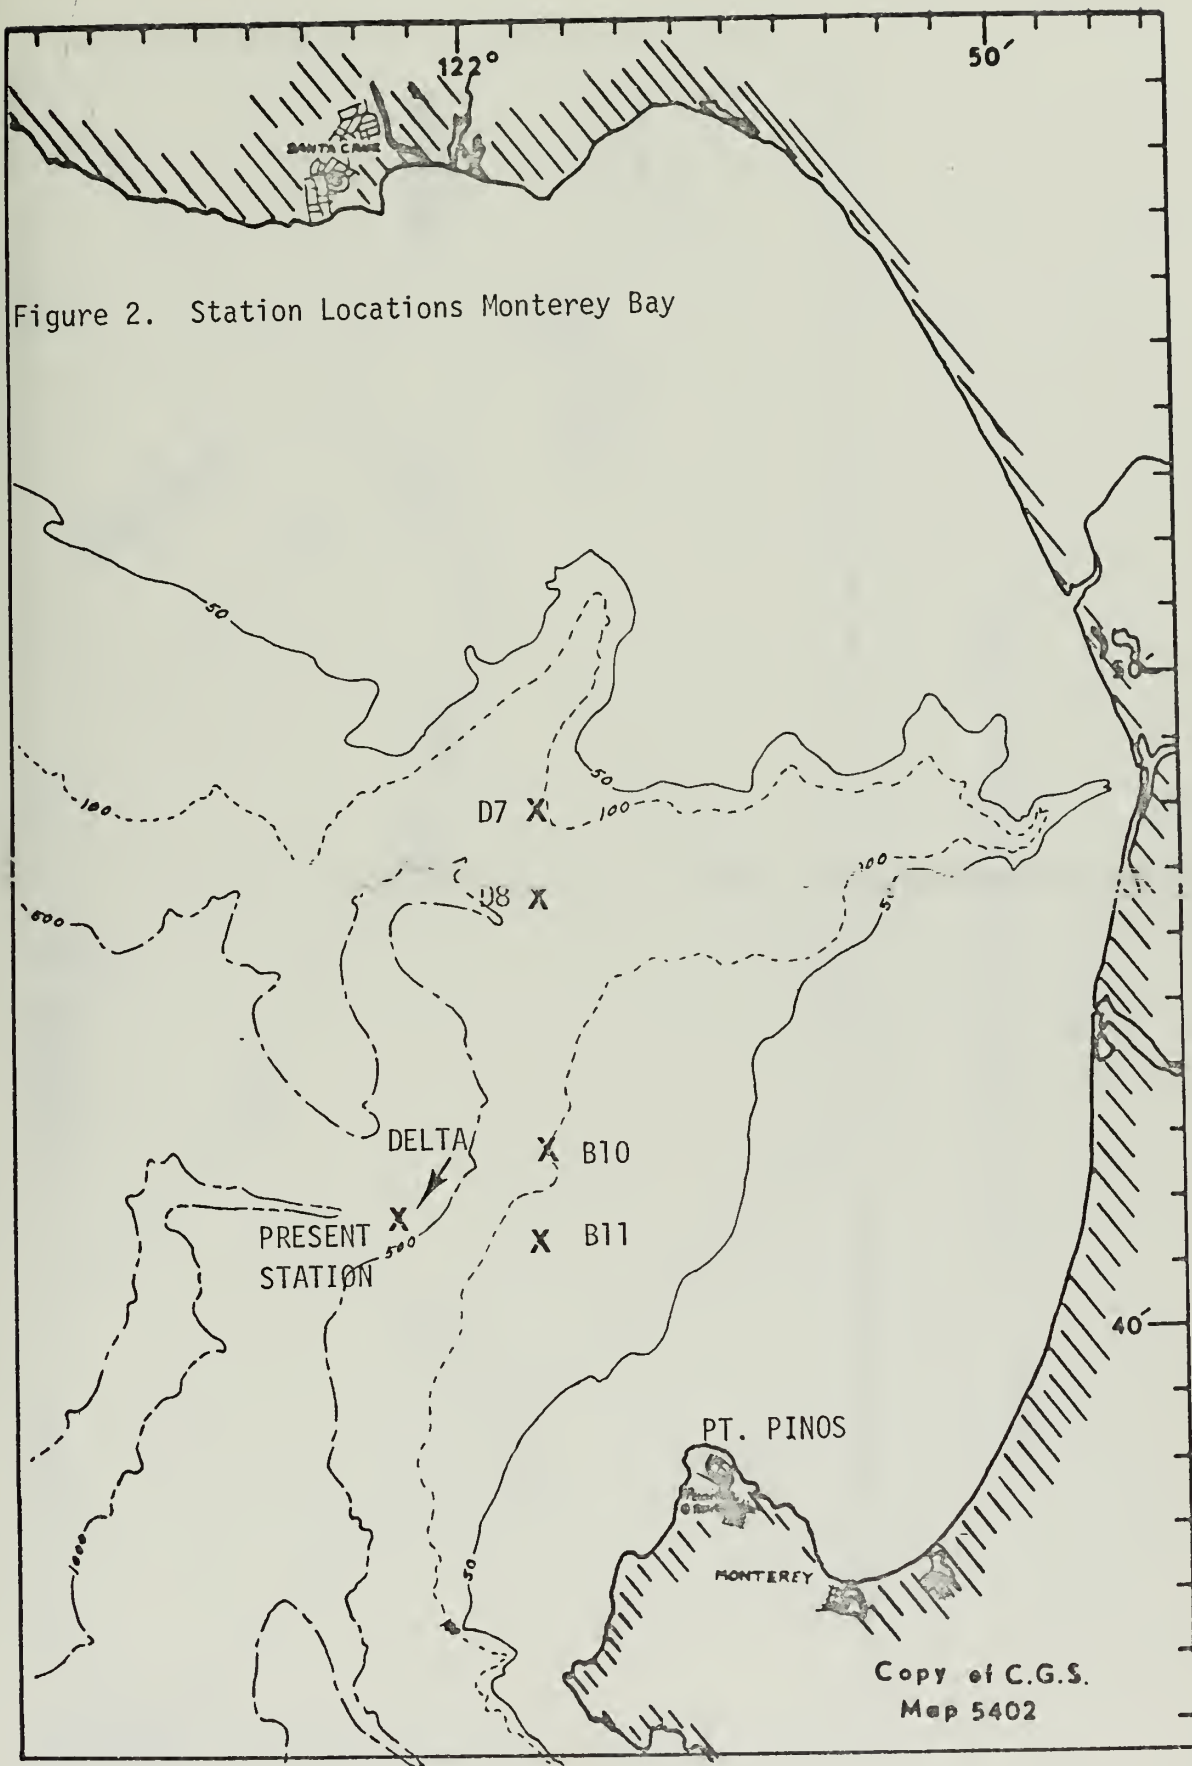 122°
50′
SANTA CRUZ
Figure 2. Station Locations Monterey Bay
50
50′
50
100
D7
100
100
D8
50
600
DELTA
B10
PRESENT
STATION
500
B11
40′
PT. PINOS
50
1000
MONTEREY
Copy of C.G.S.
Map 5402